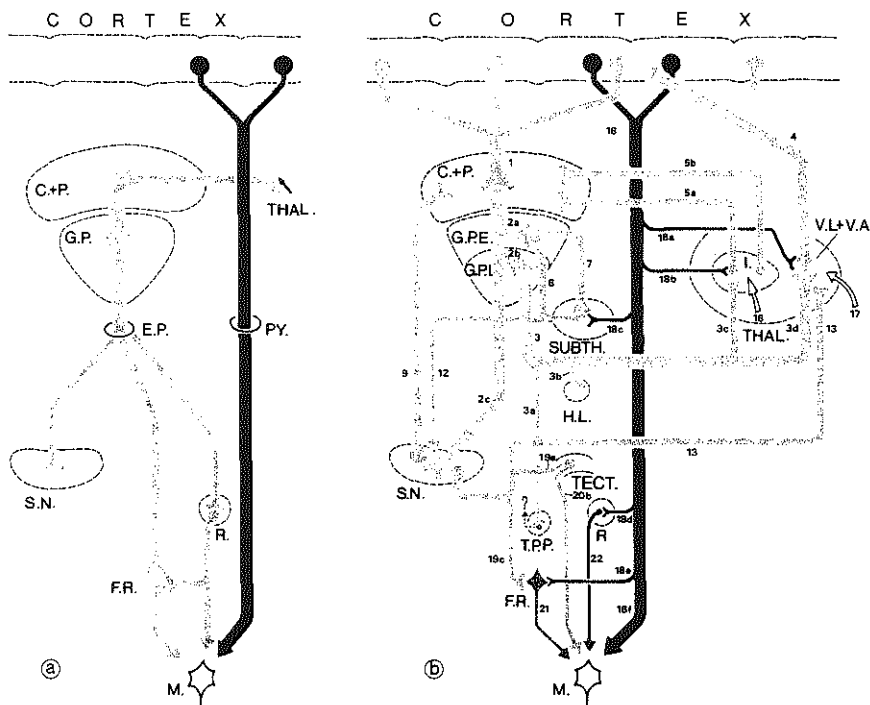 C O R T E X
C.+P.
THAL.
G.P.
E.P.
PY.
S.N.
R.
F.R.
M.
a
C O R T E X
16
4
1
5b
5a
C.+P.
2a
V.L+V.A
G.P.E.
18a
2b
I.
G.P.I.
7
6
18b
16
17
18c
3c
3d
13
SUBTH.
THAL.
3
9
12
3b
2c
3a
H.L.
13
19a
S.N.
TECT.
20b
?
18d
T.P.P.
R
19c
22
18e
F.R.
21
18f
M.
b